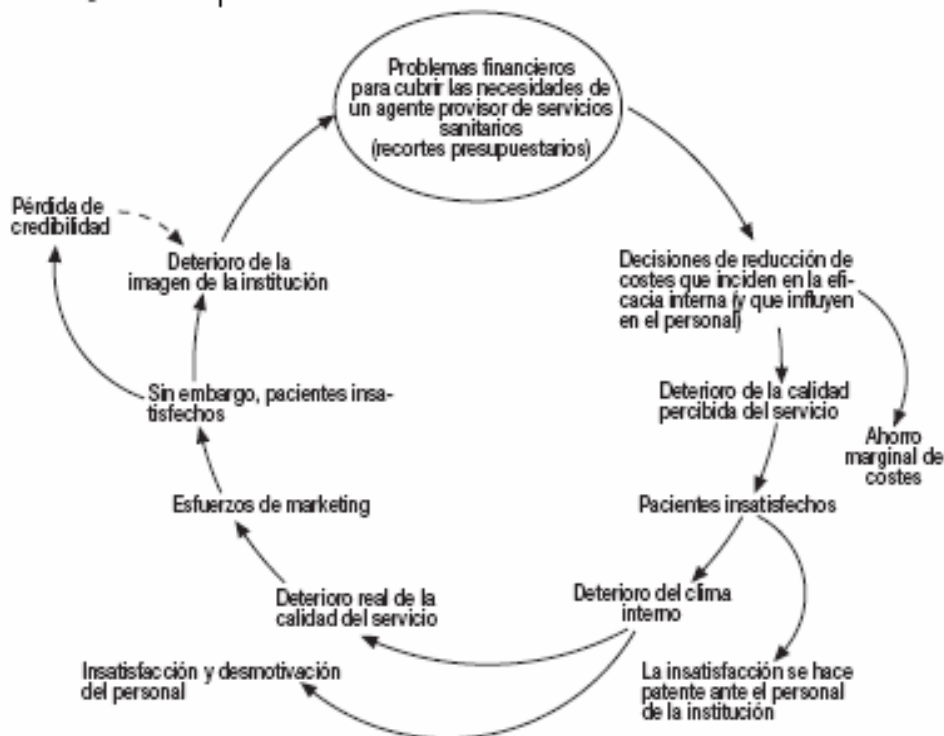 Problemas financieros
para cubrir las necesidades de
un agente provisor de servicios
sanitarios
(recortes presupuestarios)
Pérdida de
credibilidad
Deterioro de la
imagen de la institución
Decisiones de reducción de
costes que inciden en la efi-
cacia interna (y que influyen
en el personal)
Sin embargo, pacientes insa-
tisfechos
Deterioro de la calidad
percibida del servicio
Ahorro
marginal de
costes
Esfuerzos de marketing
Pacientes insatisfechos
Deterioro real de la
calidad del servicio
Deterioro del clima
interno
Insatisfacción y desmotivación
del personal
La insatisfacción se hace
patente ante el personal
de la institución